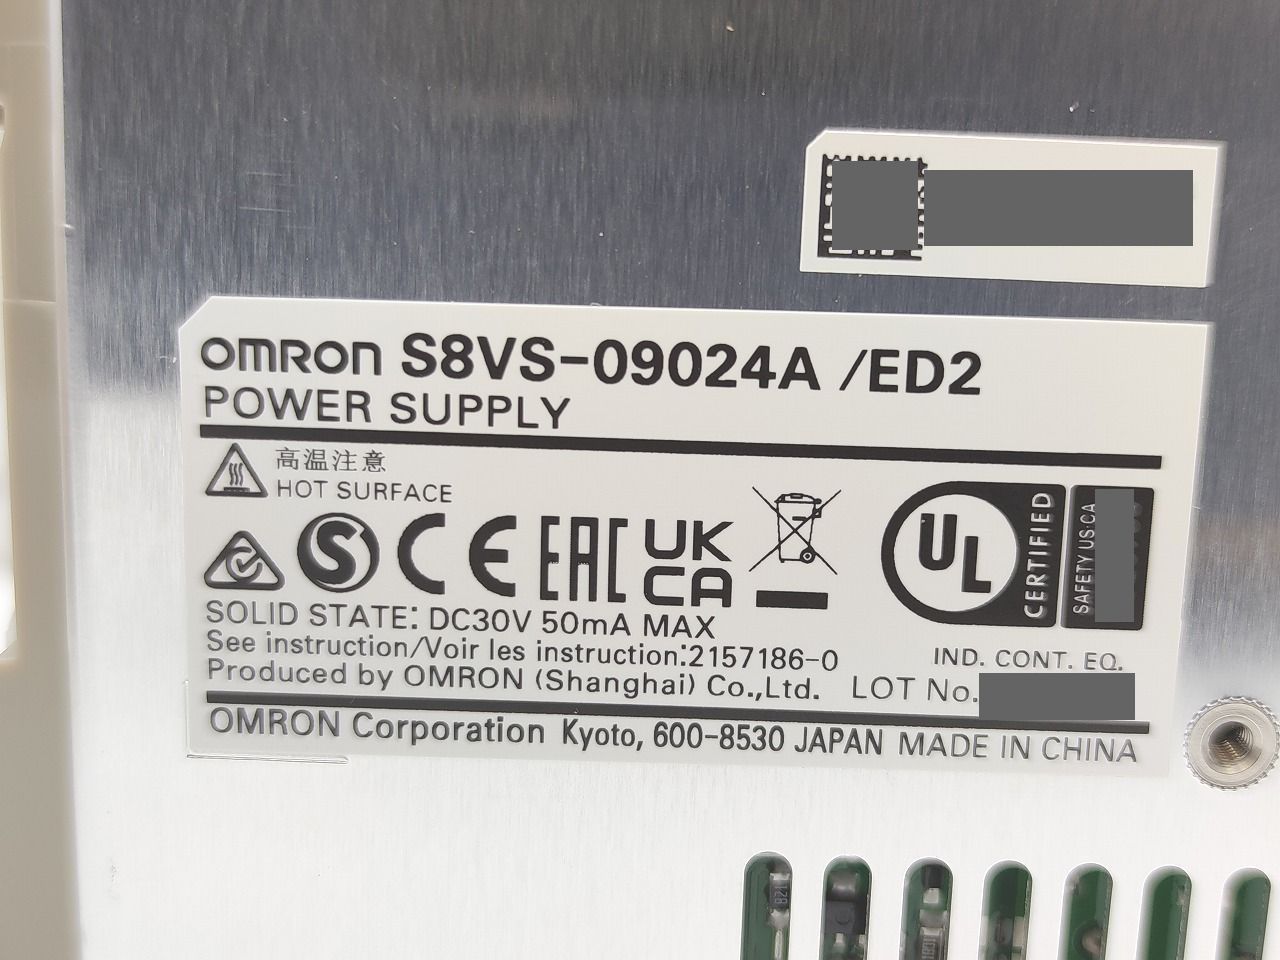 OMRON S8VS-09024A /ED2
POWER SUPPLY
高温注意
HOT SURFACE
CE EAC UK CA
UL CERTIFIED SAFETY US·CA
SOLID STATE: DC30V 50mA MAX
See instruction/Voir les instruction:2157186-0
IND. CONT. EQ.
Produced by OMRON (Shanghai) Co.,Ltd. LOT No.
OMRON Corporation Kyoto, 600-8530 JAPAN MADE IN CHINA